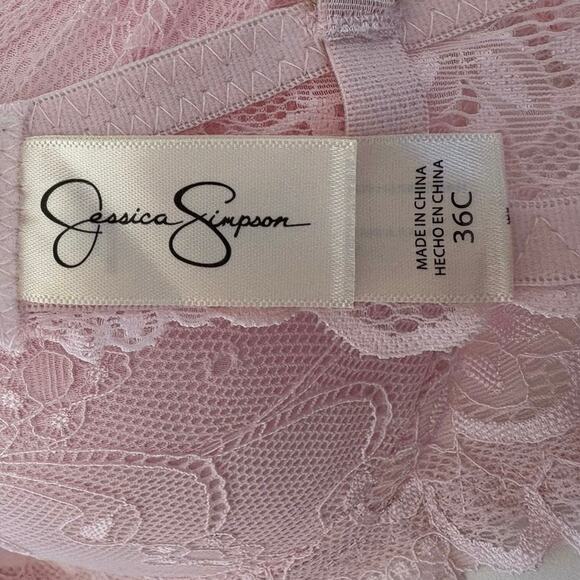 Jessica Simpson
MADE IN CHINA
HECHO EN CHINA
36C